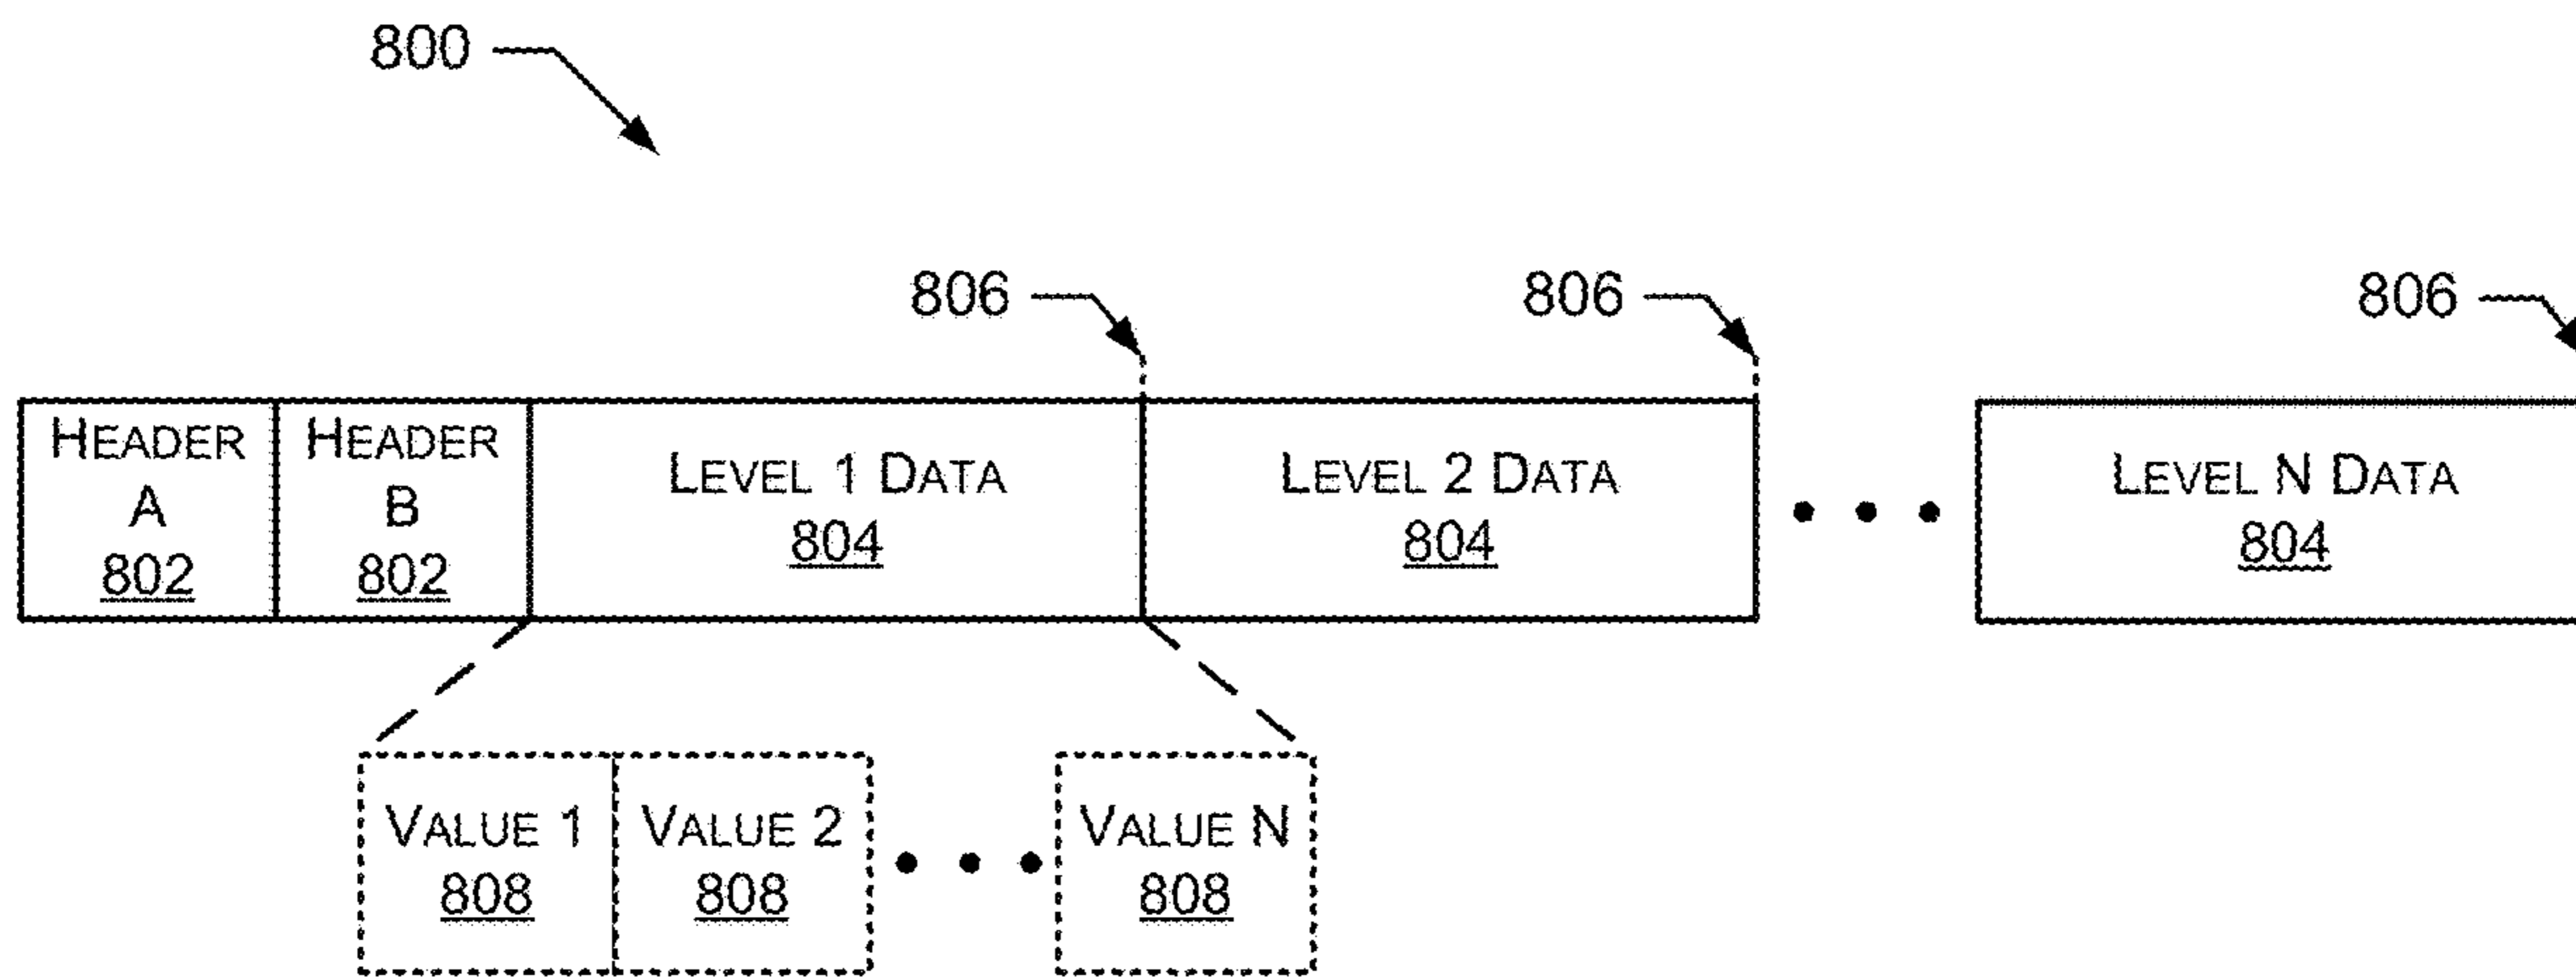 800
806
806
806
HEADER
A
802
HEADER
B
802
LEVEL 1 DATA
804
LEVEL 2 DATA
804
LEVEL N DATA
804
VALUE 1
808
VALUE 2
808
VALUE N
808